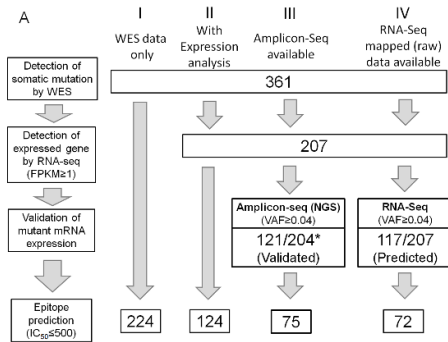 A
I
II
III
IV
WES data
only
With Expression
analysis
Amplicon-Seq
available
RNA-Seq
mapped (raw)
data available
Detection of
somatic mutation
by WES
361
Detection of
expressed gene
by RNA-seq
(FPKM≥1)
207
Validation of
mutant mRNA
expression
Amplicon-seq (NGS)
(VAF≥0.04)
121/204*
(Validated)
RNA-Seq
(VAF≥0.04)
117/207
(Predicted)
Epitope
prediction
(IC₅₀≤500)
224
124
75
72